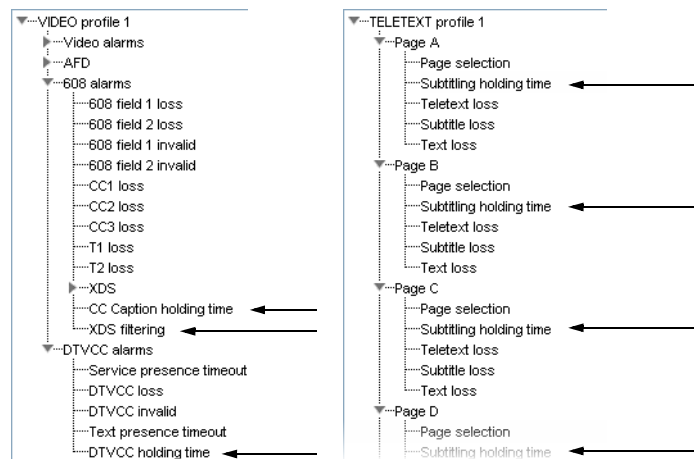 VIDEO profile 1
Video alarms
AFD
608 alarms
608 field 1 loss
608 field 2 loss
608 field 1 invalid
608 field 2 invalid
CC1 loss
CC2 loss
CC3 loss
T1 loss
T2 loss
XDS
CC Caption holding time
XDS filtering
DTVCC alarms
Service presence timeout
DTVCC loss
DTVCC invalid
Text presence timeout
DTVCC holding time
TELETEXT profile 1
Page A
Page selection
Subtitling holding time
Teletext loss
Subtitle loss
Text loss
Page B
Page selection
Subtitling holding time
Teletext loss
Subtitle loss
Text loss
Page C
Page selection
Subtitling holding time
Teletext loss
Subtitle loss
Text loss
Page D
Page selection
Subtitling holding time